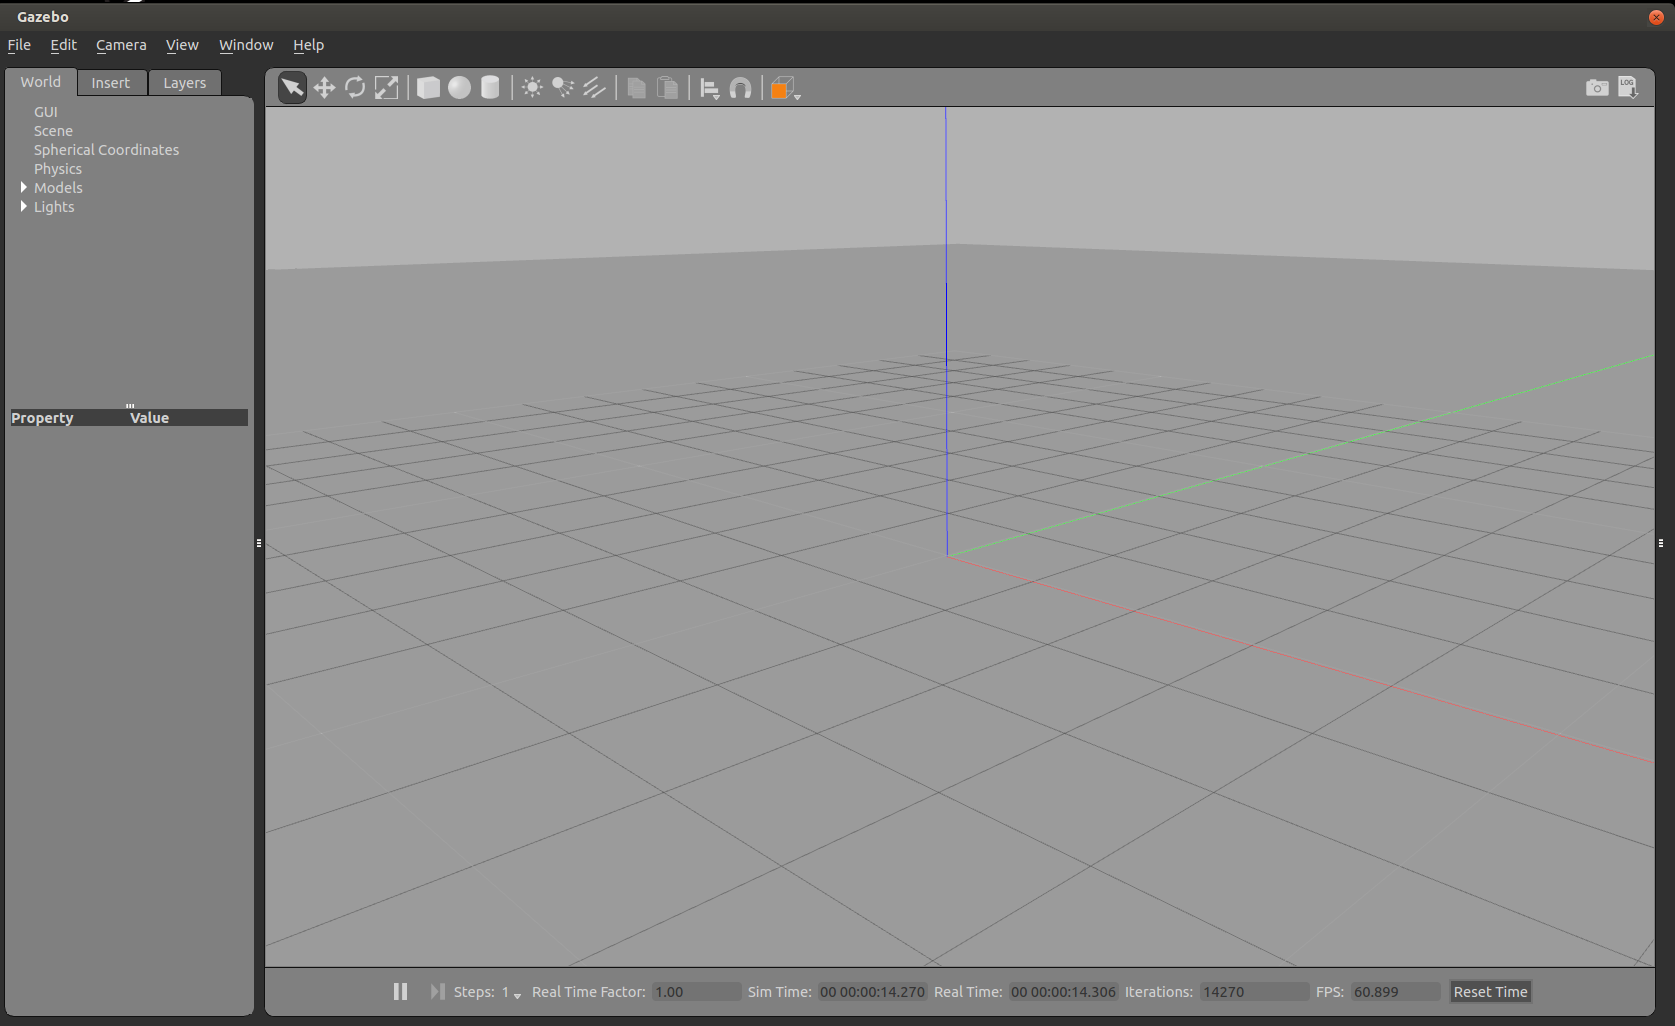 Gazebo
File Edit Camera View Window Help
World Insert Layers
LOG
GUI
Scene
Spherical Coordinates
Physics
Models
Lights
Property Value
Steps: 1 Real Time Factor: 1.00 Sim Time: 00 00:00:14.270 Real Time: 00 00:00:14.306 Iterations: 14270 FPS: 60.899 Reset Time